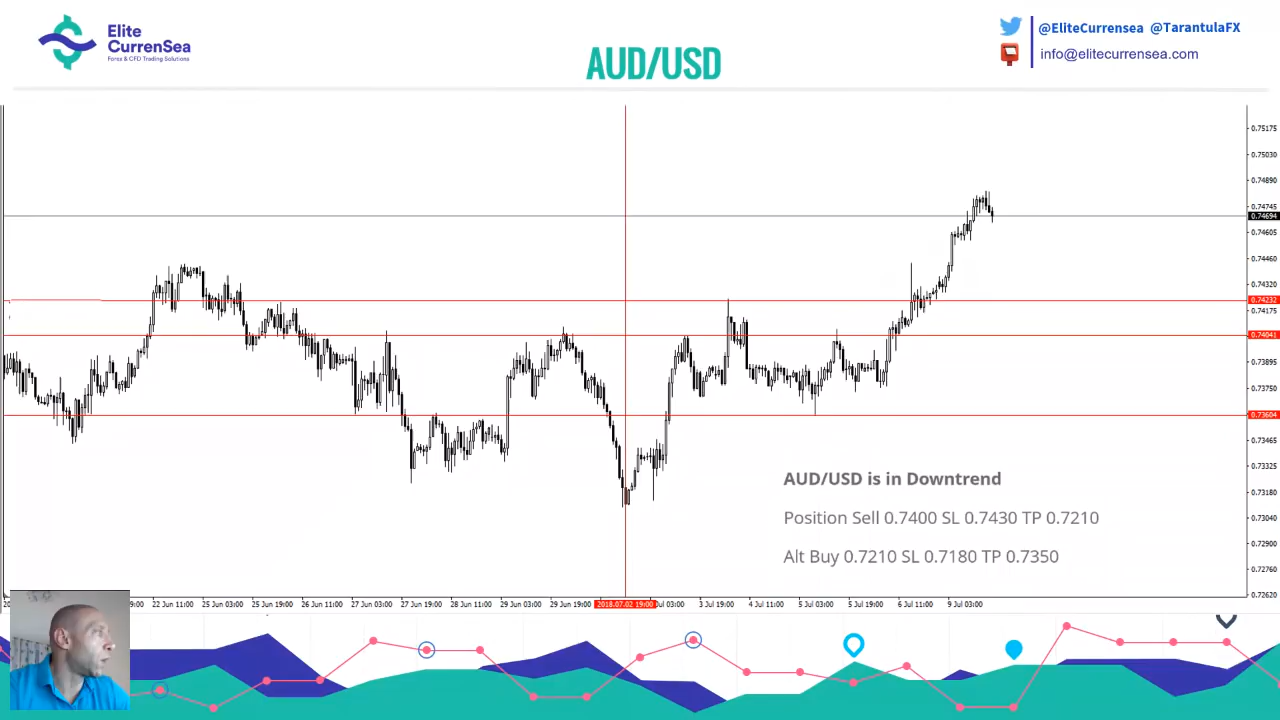 Elite
CurrenSea
Forex & CFD Trading Solutions
AUD/USD
@EliteCurrensea @TarantulaFX
info@elitecurrensea.com
0.75175
0.75030
0.74890
0.74745
0.74694
0.74605
0.74460
0.74320
0.74232
0.74175
0.74041
0.73895
0.73750
0.73604
0.73465
0.73325
0.73180
0.73040
0.72900
0.72760
0.72620
AUD/USD is in Downtrend
Position Sell 0.7400 SL 0.7430 TP 0.7210
Alt Buy 0.7210 SL 0.7180 TP 0.7350
19:00 22 Jun 11:00 25 Jun 03:00 25 Jun 19:00 26 Jun 11:00 27 Jun 03:00 27 Jun 19:00 28 Jun 11:00 29 Jun 03:00 29 Jun 19:00 2018.07.02 19:00 03:00 3 Jul 19:00 4 Jul 11:00 5 Jul 03:00 5 Jul 19:00 6 Jul 11:00 9 Jul 03:00